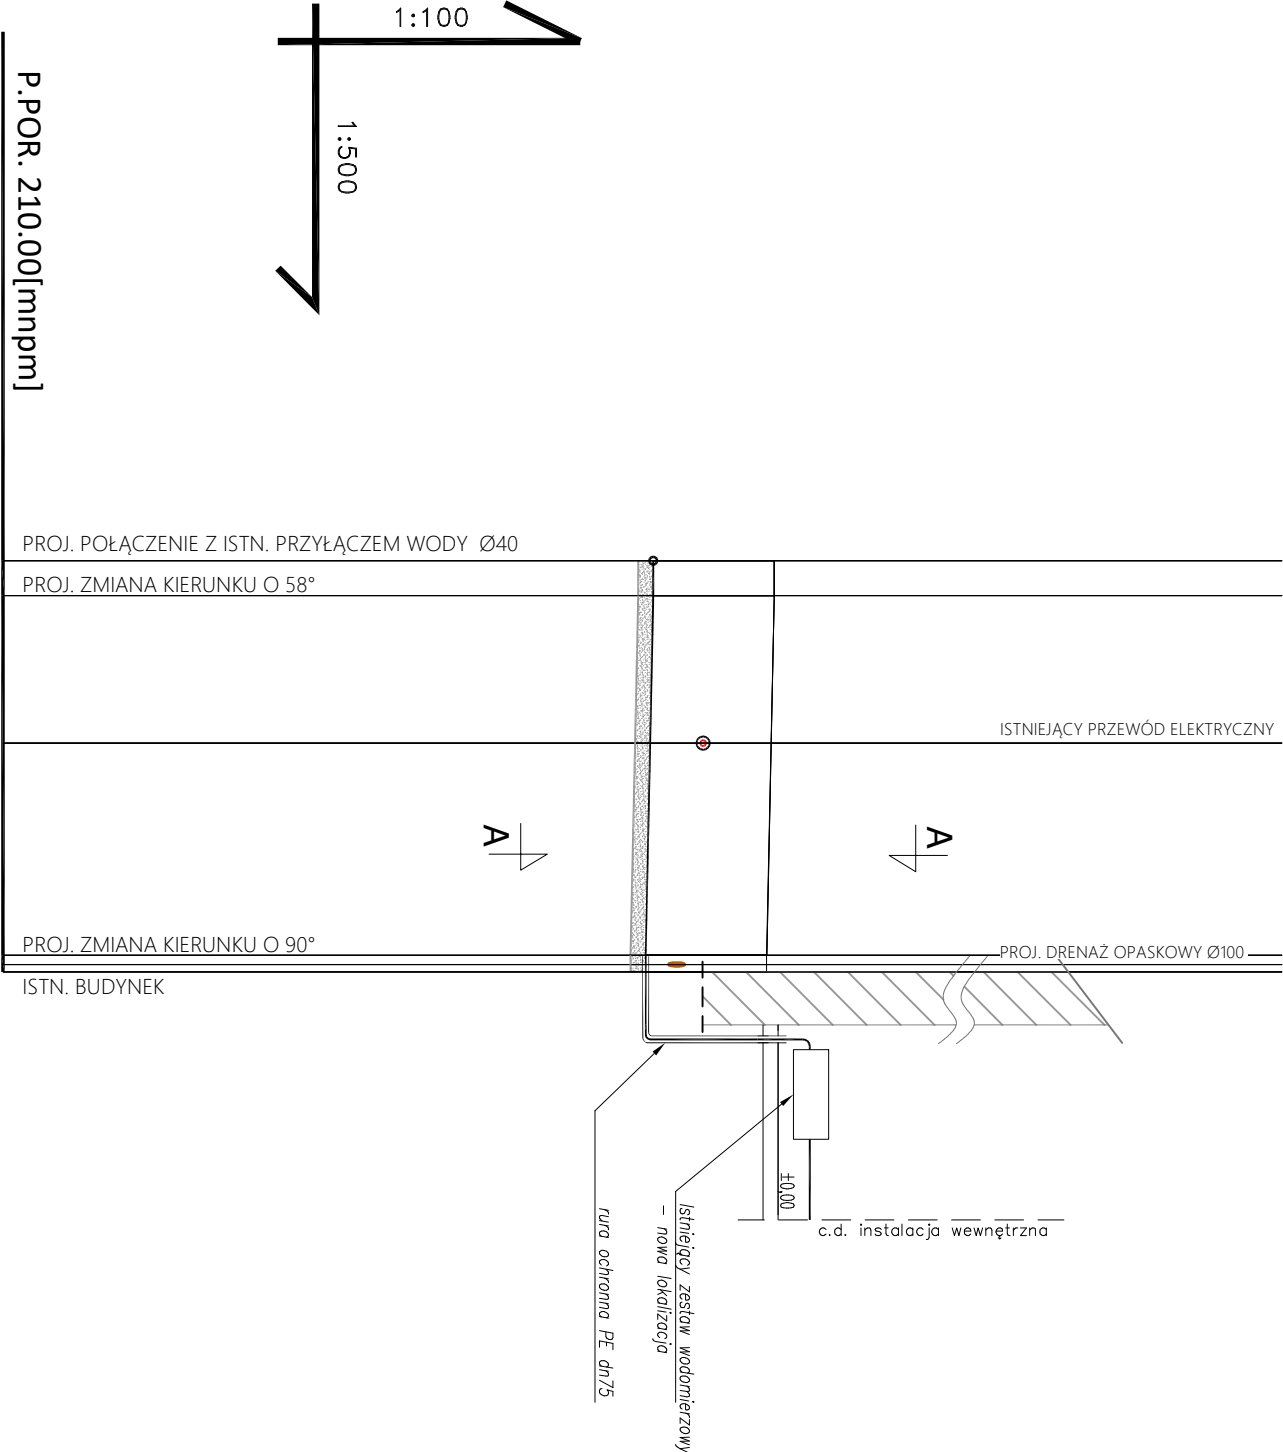 1:100
1:500
P.POR. 210.00[mnpm]
PROJ. POŁĄCZENIE Z ISTN. PRZYŁĄCZEM WODY Ø40
PROJ. ZMIANA KIERUNKU O 58°
ISTNIEJĄCY PRZEWÓD ELEKTRYCZNY
A
A
PROJ. ZMIANA KIERUNKU O 90°
PROJ. DRENAŻ OPASKOWY Ø100
ISTN. BUDYNEK
±0.00
c.d. instalacja wewnętrzna
Istniejący zestaw wodomierzowy
- nowa lokalizacja
rura ochronna PE dn75